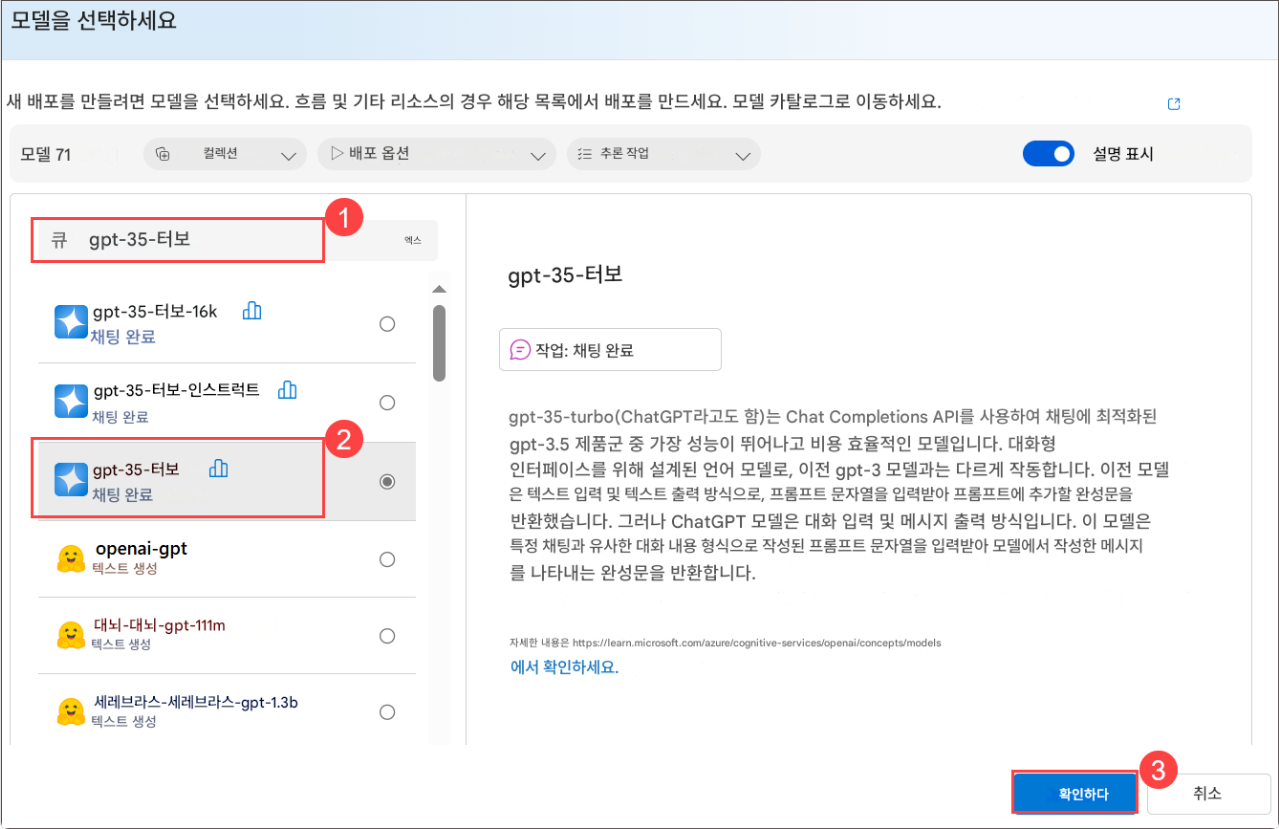 모델을 선택하세요
새 배포를 만들려면 모델을 선택하세요. 흐름 및 기타 리소스의 경우 해당 목록에서 배포를 만드세요. 모델 카탈로그로 이동하세요.
모델 71
컬렉션
배포 옵션
추론 작업
설명 표시
큐 gpt-35-터보
엑스
1
gpt-35-터보-16k
채팅 완료
gpt-35-터보-인스트럭트
채팅 완료
2
gpt-35-터보
채팅 완료
openai-gpt
텍스트 생성
대뇌-대뇌-gpt-111m
텍스트 생성
세레브라스-세레브라스-gpt-1.3b
텍스트 생성
gpt-35-터보
작업: 채팅 완료
gpt-35-turbo(ChatGPT라고도 함)는 Chat Completions API를 사용하여 채팅에 최적화된
gpt-3.5 제품군 중 가장 성능이 뛰어나고 비용 효율적인 모델입니다. 대화형
인터페이스를 위해 설계된 언어 모델로, 이전 gpt-3 모델과는 다르게 작동합니다. 이전 모델
은 텍스트 입력 및 텍스트 출력 방식으로, 프롬프트 문자열을 입력받아 프롬프트에 추가할 완성문을
반환했습니다. 그러나 ChatGPT 모델은 대화 입력 및 메시지 출력 방식입니다. 이 모델은
특정 채팅과 유사한 대화 내용 형식으로 작성된 프롬프트 문자열을 입력받아 모델에서 작성한 메시지
를 나타내는 완성문을 반환합니다.
자세한 내용은 https://learn.microsoft.com/azure/cognitive-services/openai/concepts/models
에서 확인하세요.
3
확인하다
취소